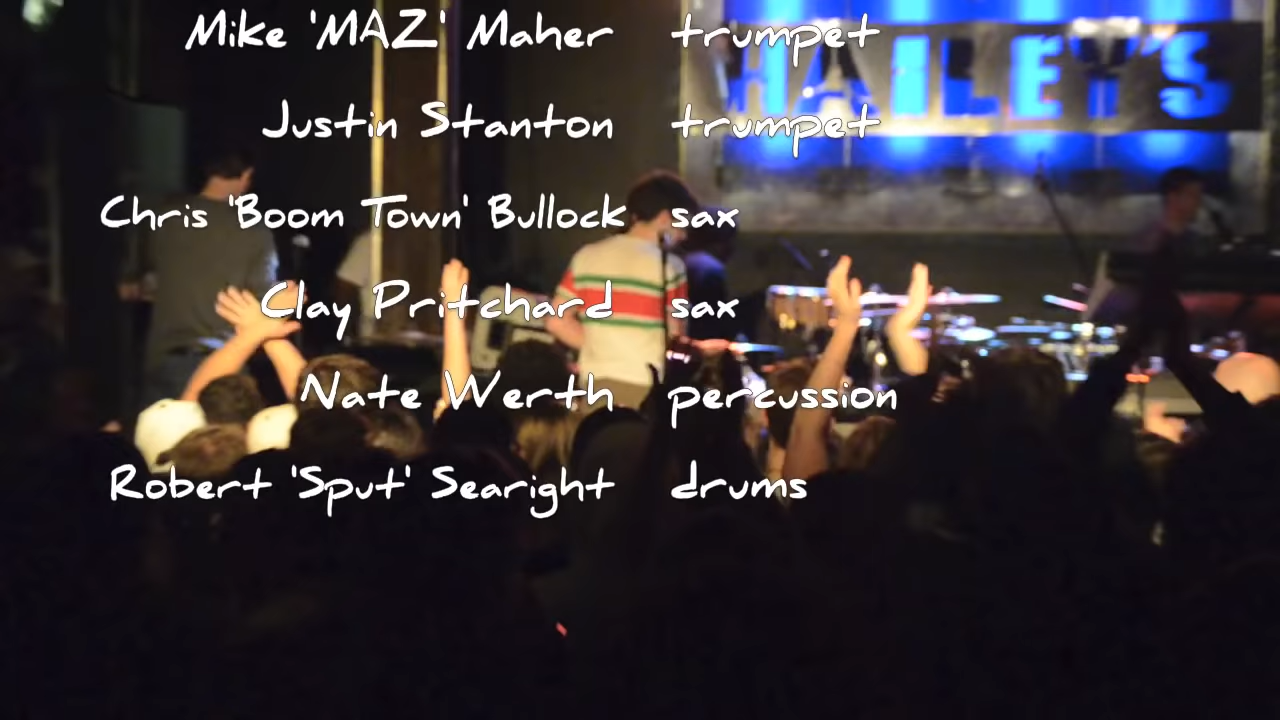 Mike 'MAZ' Maher trumpet
HAILEY'S
Justin Stanton trumpet
Chris 'Boom Town' Bullock sax
Clay Pritchard sax
Nate Werth percussion
Robert 'Sput' Searight drums